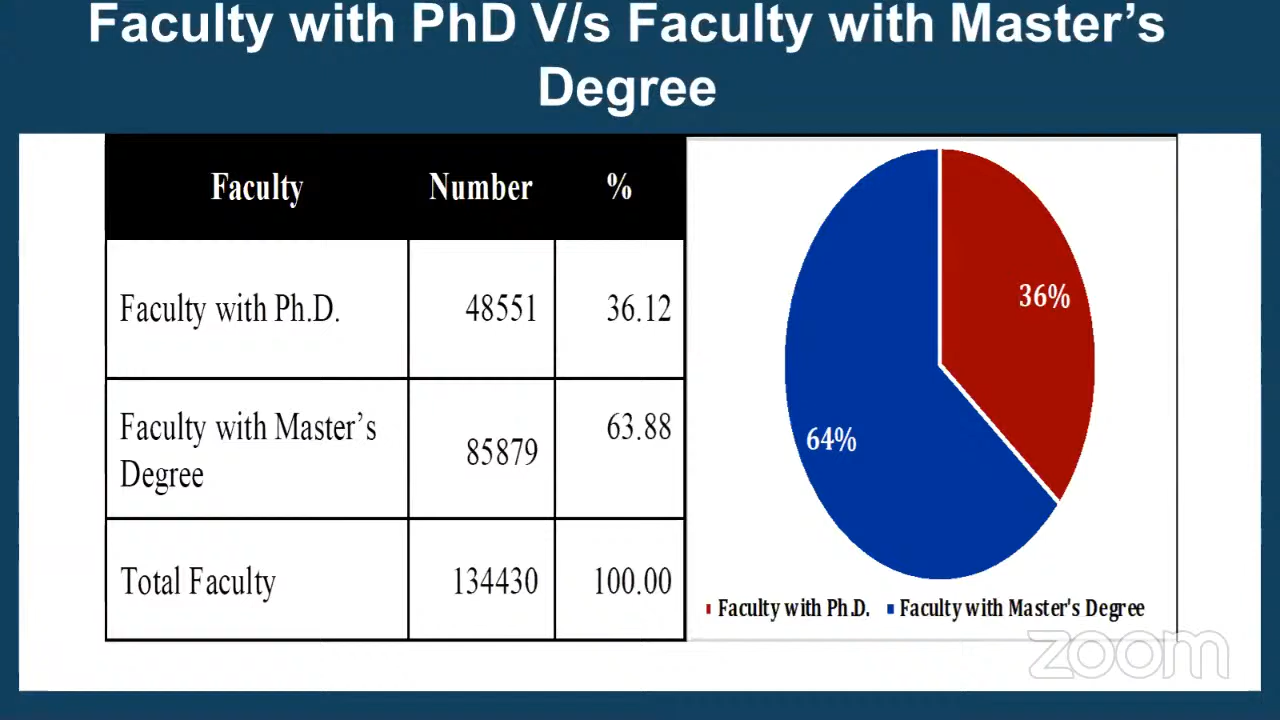 Faculty with PhD V/s Faculty with Master’s
Degree
Faculty Number %
Faculty with Ph.D. 48551 36.12
Faculty with Master’s
Degree 85879 63.88
Total Faculty 134430 100.00
36%
64%
Faculty with Ph.D. Faculty with Master's Degree
zoom